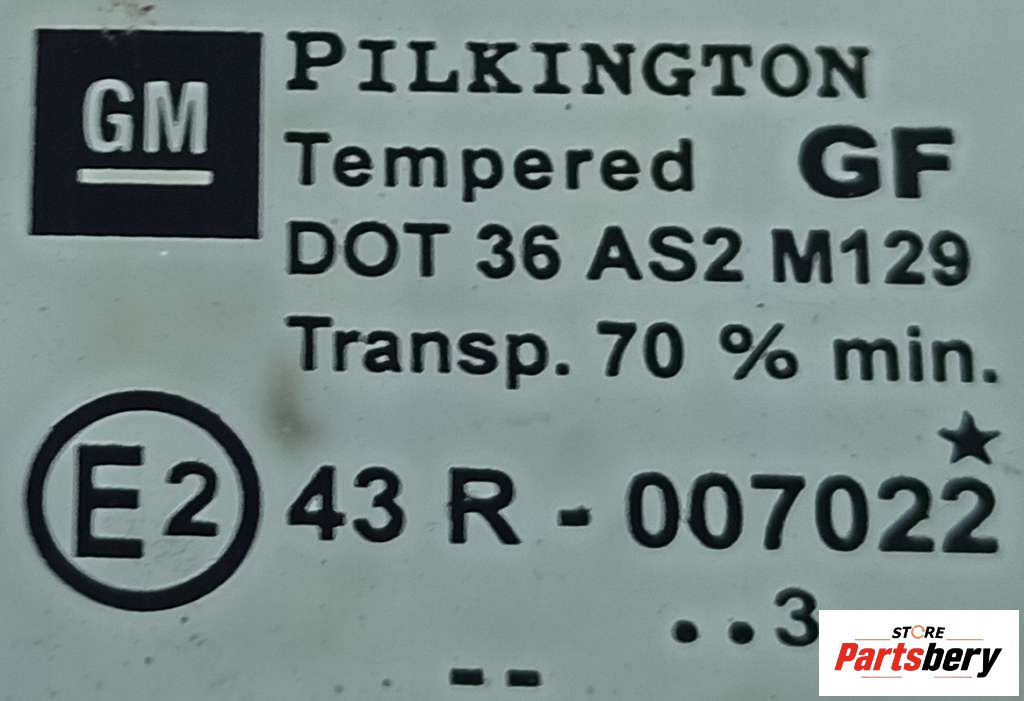 GM
PILKINGTON
Tempered GF
DOT 36 AS2 M129
Transp. 70 % min.
E2 43 R - 007022
..3
--
STORE
Partsbery